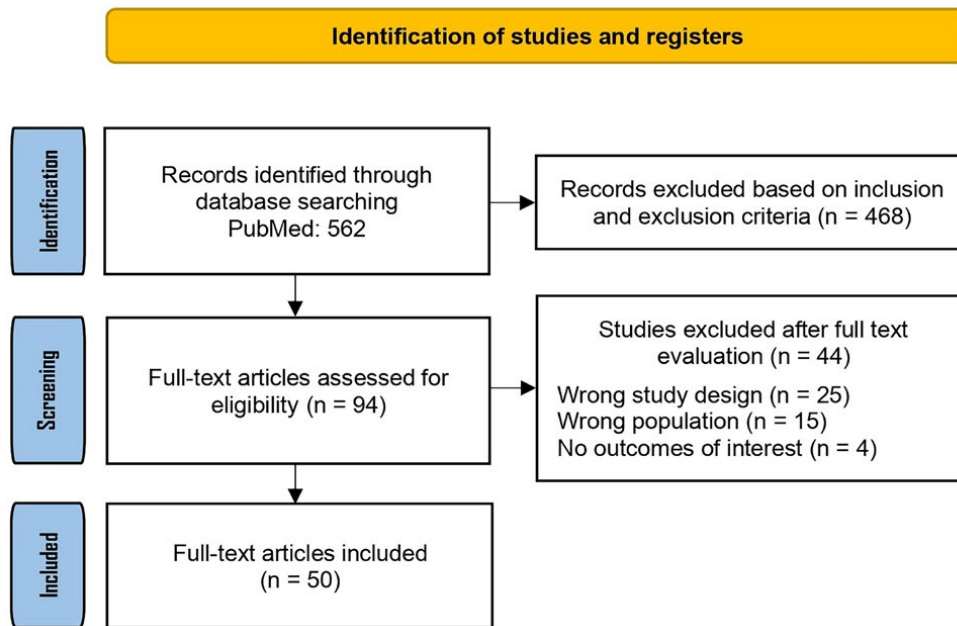 Identification of studies and registers
Identification
Records identified through
database searching
PubMed: 562
Records excluded based on inclusion
and exclusion criteria (n = 468)
Screening
Full-text articles assessed for
eligibility (n = 94)
Studies excluded after full text
evaluation (n = 44)
Wrong study design (n = 25)
Wrong population (n = 15)
No outcomes of interest (n = 4)
Included
Full-text articles included
(n = 50)